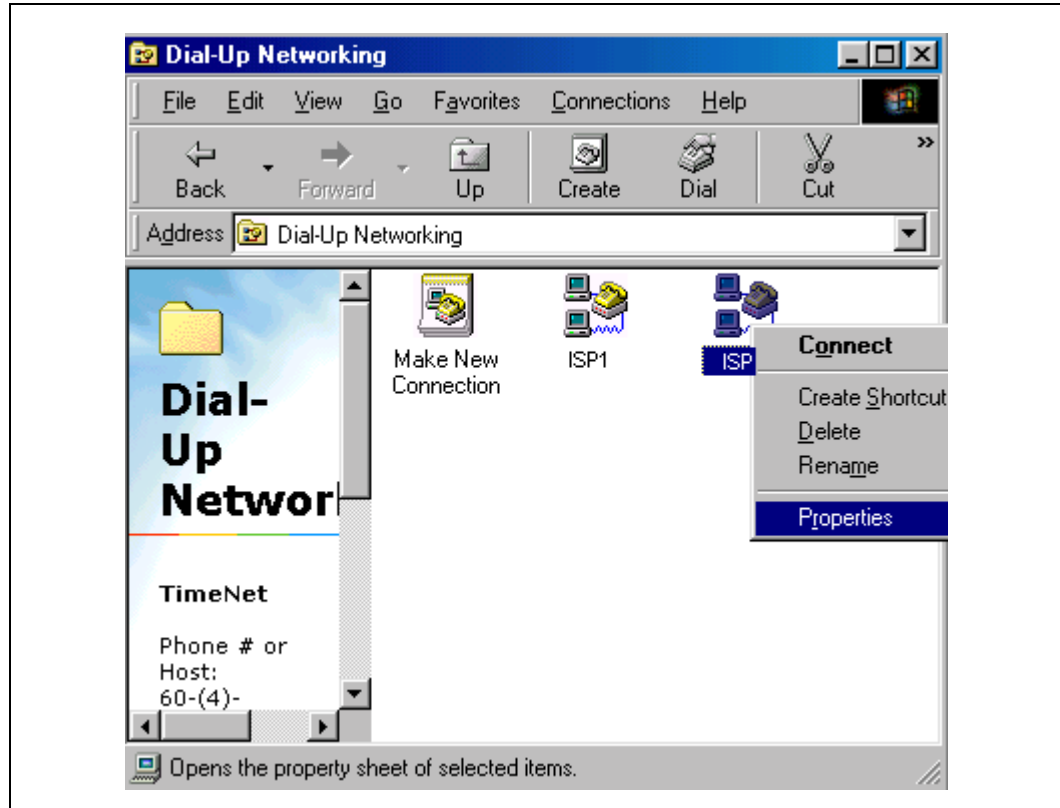 Dial-Up Networking
File Edit View Go Favorites Connections Help
Back Forward Up Create Dial Cut »
Address Dial-Up Networking
Make New
Connection
ISP1
ISP
Connect
Create Shortcut
Delete
Rename
Properties
Dial-
Up
Networ
TimeNet
Phone # or
Host:
60-(4)-
Opens the property sheet of selected items.